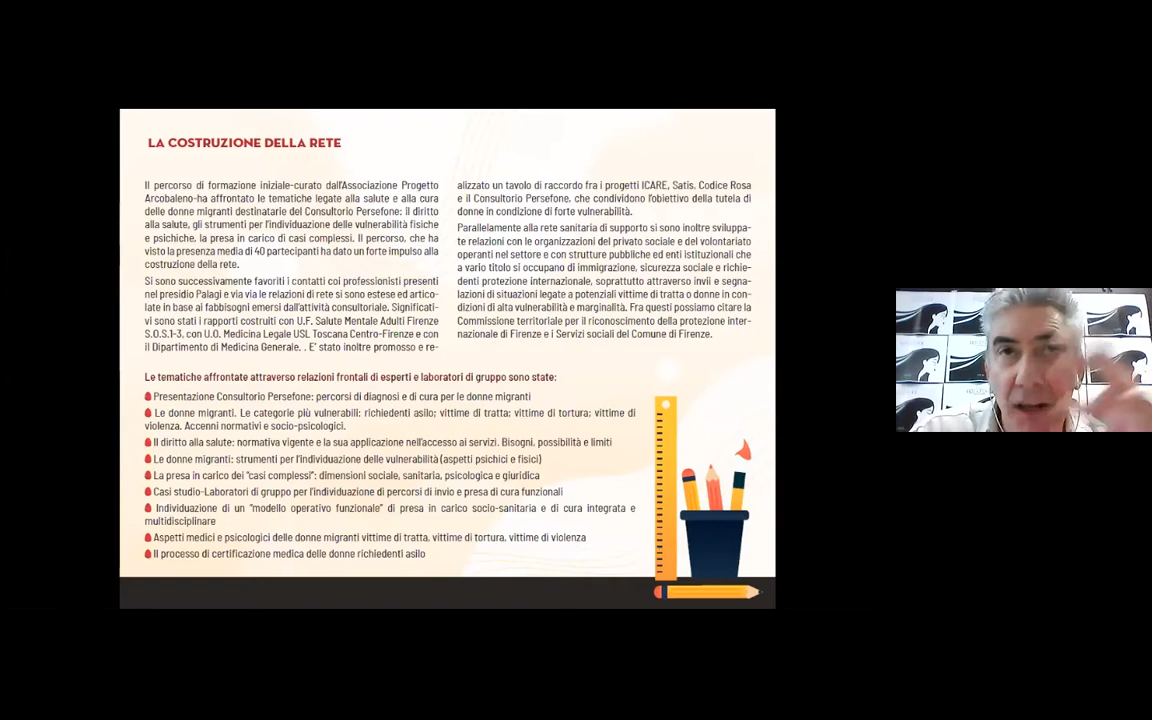 LA COSTRUZIONE DELLA RETE
Il percorso di formazione iniziale-curato dall'Associazione Progetto
Arcobaleno-ha affrontato le tematiche legate alla salute e alla cura
delle donne migranti destinatarie del Consultorio Persefone: il diritto
alla salute, gli strumenti per l'individuazione delle vulnerabilità fisiche
e psichiche, la presa in carico di casi complessi. Il percorso, che ha
visto la presenza media di 40 partecipanti ha dato un forte impulso alla
costruzione della rete.
Si sono successivamente favoriti i contatti coi professionisti presenti
nel presidio Palagi e via via le relazioni di rete si sono estese ed artico-
late in base ai fabbisogni emersi dall'attività consultoriale. Significati-
vi sono stati i rapporti costruiti con U.F. Salute Mentale Adulti Firenze
S.O.S.1-3, con U.O. Medicina Legale USL Toscana Centro-Firenze e con
il Dipartimento di Medicina Generale. . E' stato inoltre promosso e re-
alizzato un tavolo di raccordo fra i progetti ICARE, Satis, Codice Rosa
e il Consultorio Persefone, che condividono l'obiettivo della tutela di
donne in condizione di forte vulnerabilità.
Parallelamente alla rete sanitaria di supporto si sono inoltre sviluppa-
te relazioni con le organizzazioni del privato sociale e del volontariato
operanti nel settore e con strutture pubbliche ed enti istituzionali che
a vario titolo si occupano di immigrazione, sicurezza sociale e richie-
denti protezione internazionale, soprattutto attraverso invii e segna-
lazioni di situazioni legate a potenziali vittime di tratta o donne in con-
dizioni di alta vulnerabilità e marginalità. Fra questi possiamo citare la
Commissione territoriale per il riconoscimento della protezione inter-
nazionale di Firenze e i Servizi sociali del Comune di Firenze.
Le tematiche affrontate attraverso relazioni frontali di esperti e laboratori di gruppo sono state:
Presentazione Consultorio Persefone: percorsi di diagnosi e di cura per le donne migranti
Le donne migranti. Le categorie più vulnerabili: richiedenti asilo; vittime di tratta; vittime di tortura; vittime di
violenza. Accenni normativi e socio-psicologici.
Il diritto alla salute: normativa vigente e la sua applicazione nell'accesso ai servizi. Bisogni, possibilità e limiti
Le donne migranti: strumenti per l'individuazione delle vulnerabilità (aspetti psichici e fisici)
La presa in carico dei "casi complessi": dimensioni sociale, sanitaria, psicologica e giuridica
Casi studio-Laboratori di gruppo per l'individuazione di percorsi di invio e presa di cura funzionali
Individuazione di un "modello operativo funzionale" di presa in carico socio-sanitaria e di cura integrata e
multidisciplinare
Aspetti medici e psicologici delle donne migranti vittime di tratta, vittime di tortura, vittime di violenza
Il processo di certificazione medica delle donne richiedenti asilo